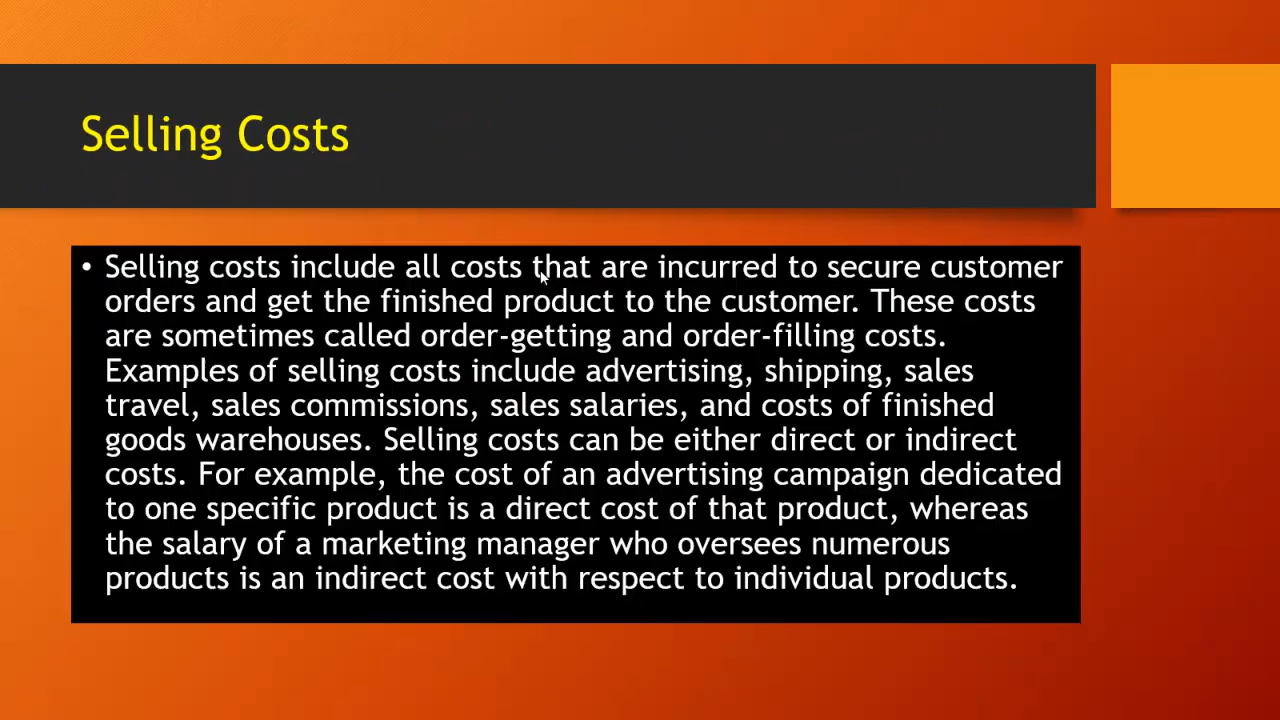 Selling Costs
• Selling costs include all costs that are incurred to secure customer
orders and get the finished product to the customer. These costs
are sometimes called order-getting and order-filling costs.
Examples of selling costs include advertising, shipping, sales
travel, sales commissions, sales salaries, and costs of finished
goods warehouses. Selling costs can be either direct or indirect
costs. For example, the cost of an advertising campaign dedicated
to one specific product is a direct cost of that product, whereas
the salary of a marketing manager who oversees numerous
products is an indirect cost with respect to individual products.